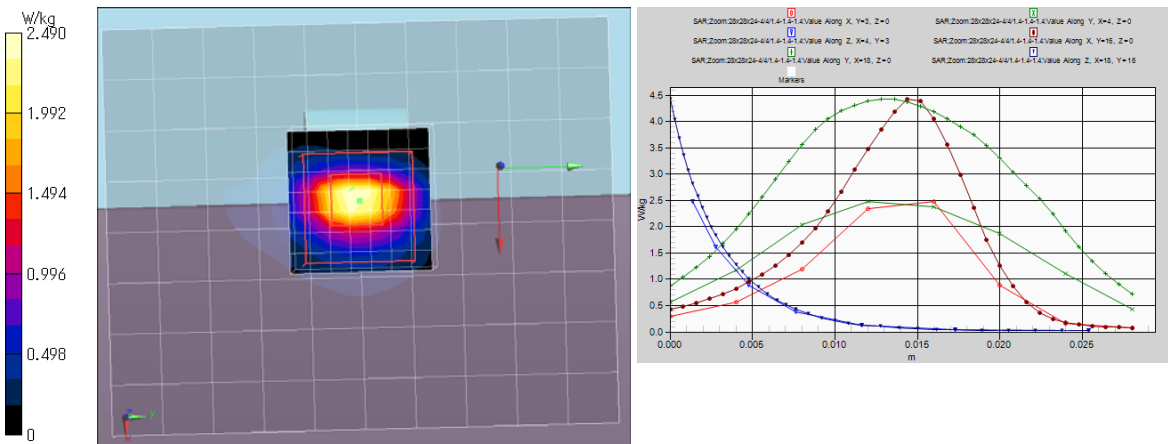 W/kg
2.490
1.992
1.494
0.996
0.498
0
z
Y
X
SAR;Zoom:28x28x24-4/4/1.4-1.4-1.4:Value Along X, Y=3, Z=0
SAR;Zoom:28x28x24-4/4/1.4-1.4-1.4:Value Along Y, X=4, Z=0
SAR;Zoom:28x28x24-4/4/1.4-1.4-1.4:Value Along Z, X=4, Y=3
SAR;Zoom:28x28x24-4/4/1.4-1.4-1.4:Value Along X, Y=16, Z=0
SAR;Zoom:28x28x24-4/4/1.4-1.4-1.4:Value Along Y, X=18, Z=0
SAR;Zoom:28x28x24-4/4/1.4-1.4-1.4:Value Along Z, X=18, Y=16
Markers
4.5
4.0
3.5
3.0
2.5
2.0
1.5
1.0
0.5
0.0
W/kg
0.000
0.005
0.010
0.015
0.020
0.025
m